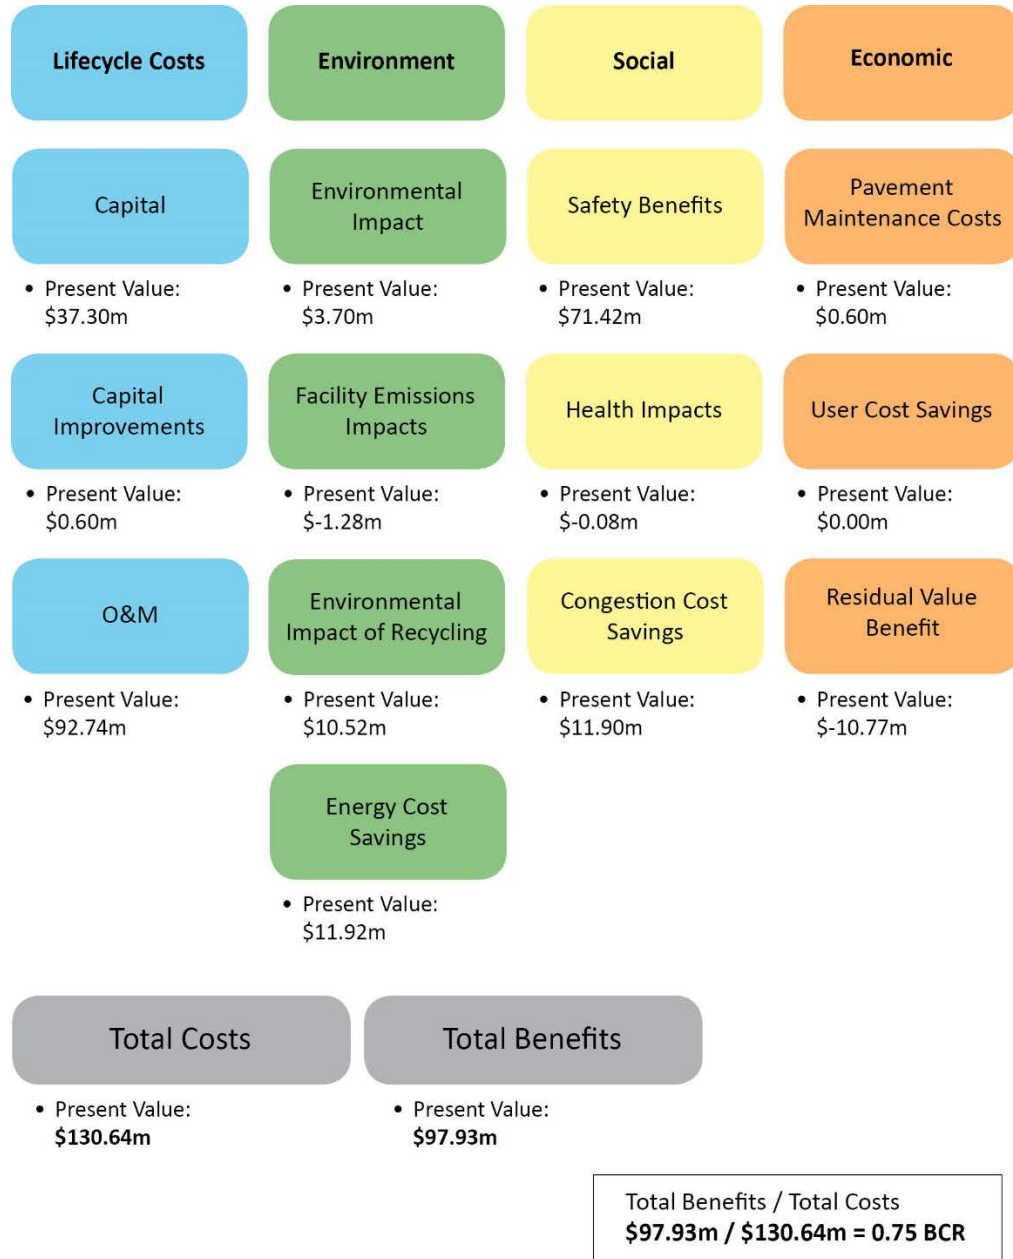 Lifecycle Costs
Environment
Social
Economic
Capital
Environmental
Impact
Safety Benefits
Pavement
Maintenance Costs
• Present Value:
$37.30m
• Present Value:
$3.70m
• Present Value:
$71.42m
• Present Value:
$0.60m
Capital
Improvements
Facility Emissions
Impacts
Health Impacts
User Cost Savings
• Present Value:
$0.60m
• Present Value:
$-1.28m
• Present Value:
$-0.08m
• Present Value:
$0.00m
O&M
Environmental
Impact of Recycling
Congestion Cost
Savings
Residual Value
Benefit
• Present Value:
$92.74m
• Present Value:
$10.52m
• Present Value:
$11.90m
• Present Value:
$-10.77m
Energy Cost
Savings
• Present Value:
$11.92m
Total Costs
Total Benefits
• Present Value:
$130.64m
• Present Value:
$97.93m
Total Benefits / Total Costs
$97.93m / $130.64m = 0.75 BCR